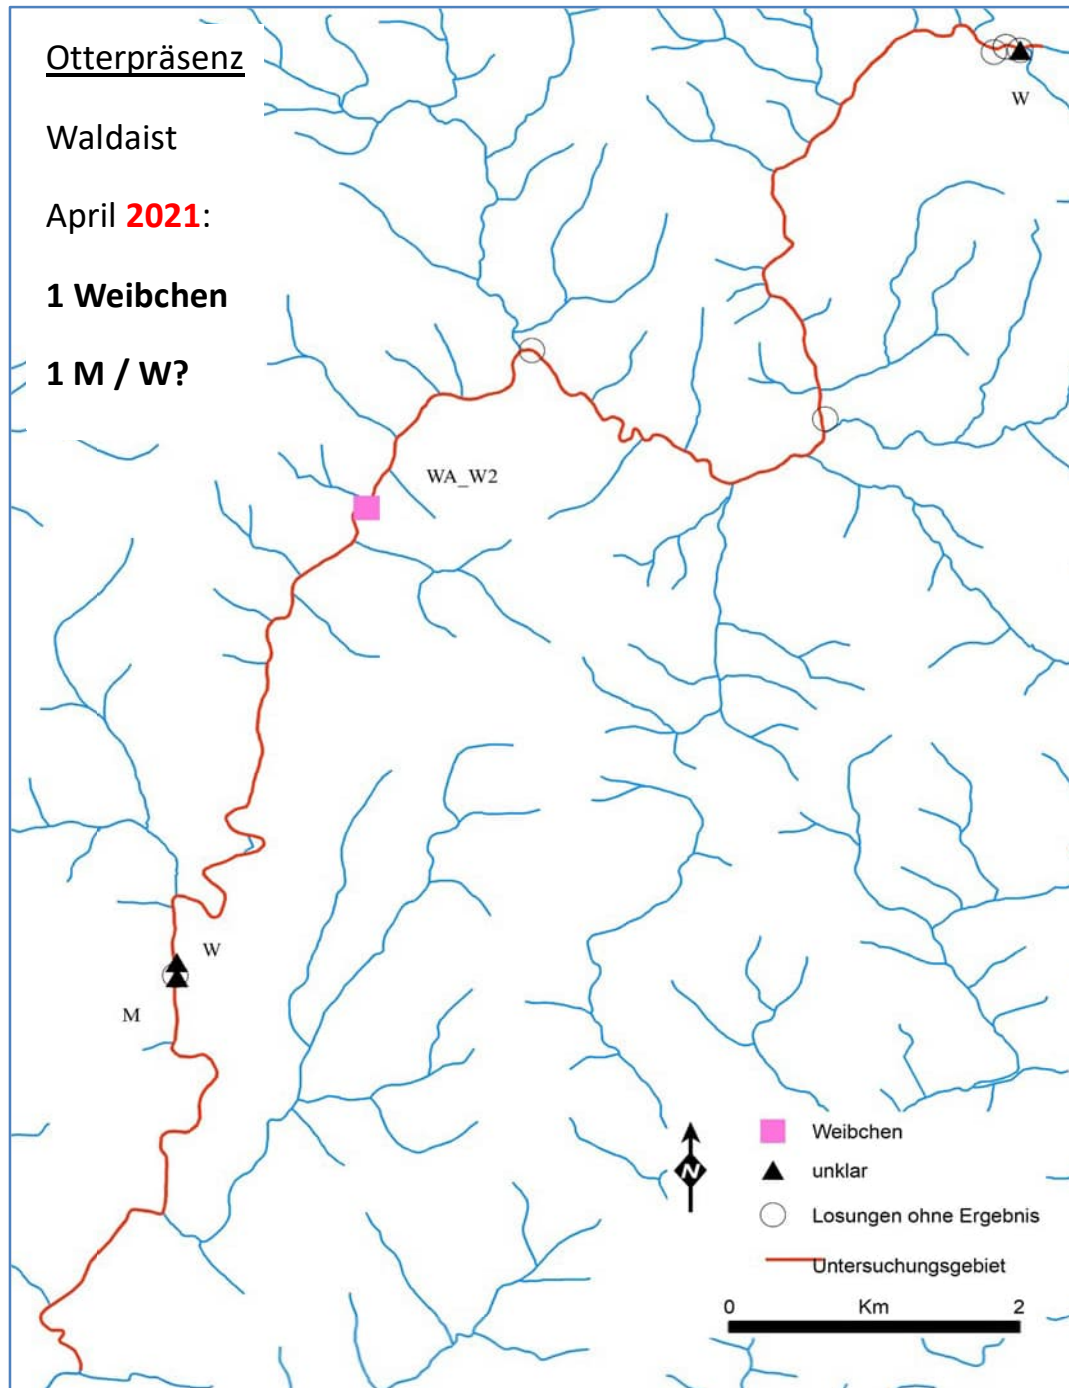 Otterpräsenz
Waldaist
April 2021:
1 Weibchen
1 M / W?
W
WA_W2
W
M
N
Weibchen
unklar
Losungen ohne Ergebnis
Untersuchungsgebiet
0 Km 2